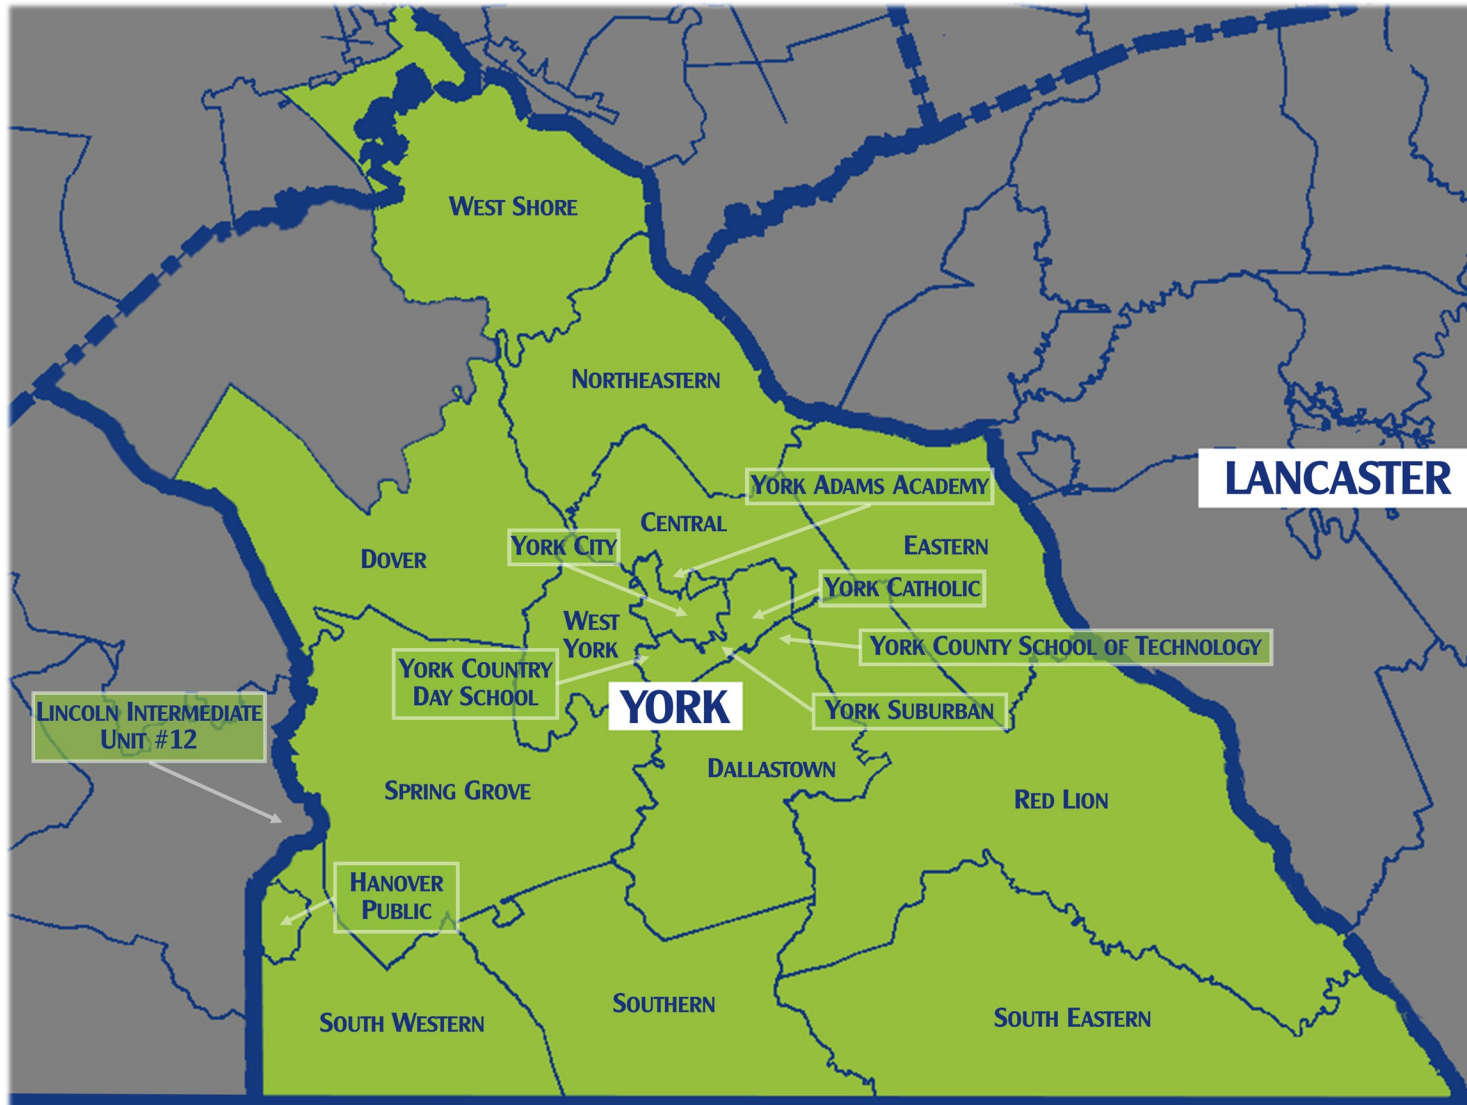 West Shore
Northeastern
York Adams Academy
LANCASTER
Central
York City
Eastern
Dover
York Catholic
West
York
York County School of Technology
York Country
Day School
YORK
York Suburban
Lincoln Intermediate
Unit #12
Dallastown
Spring Grove
Red Lion
Hanover
Public
Southern
South Western
South Eastern